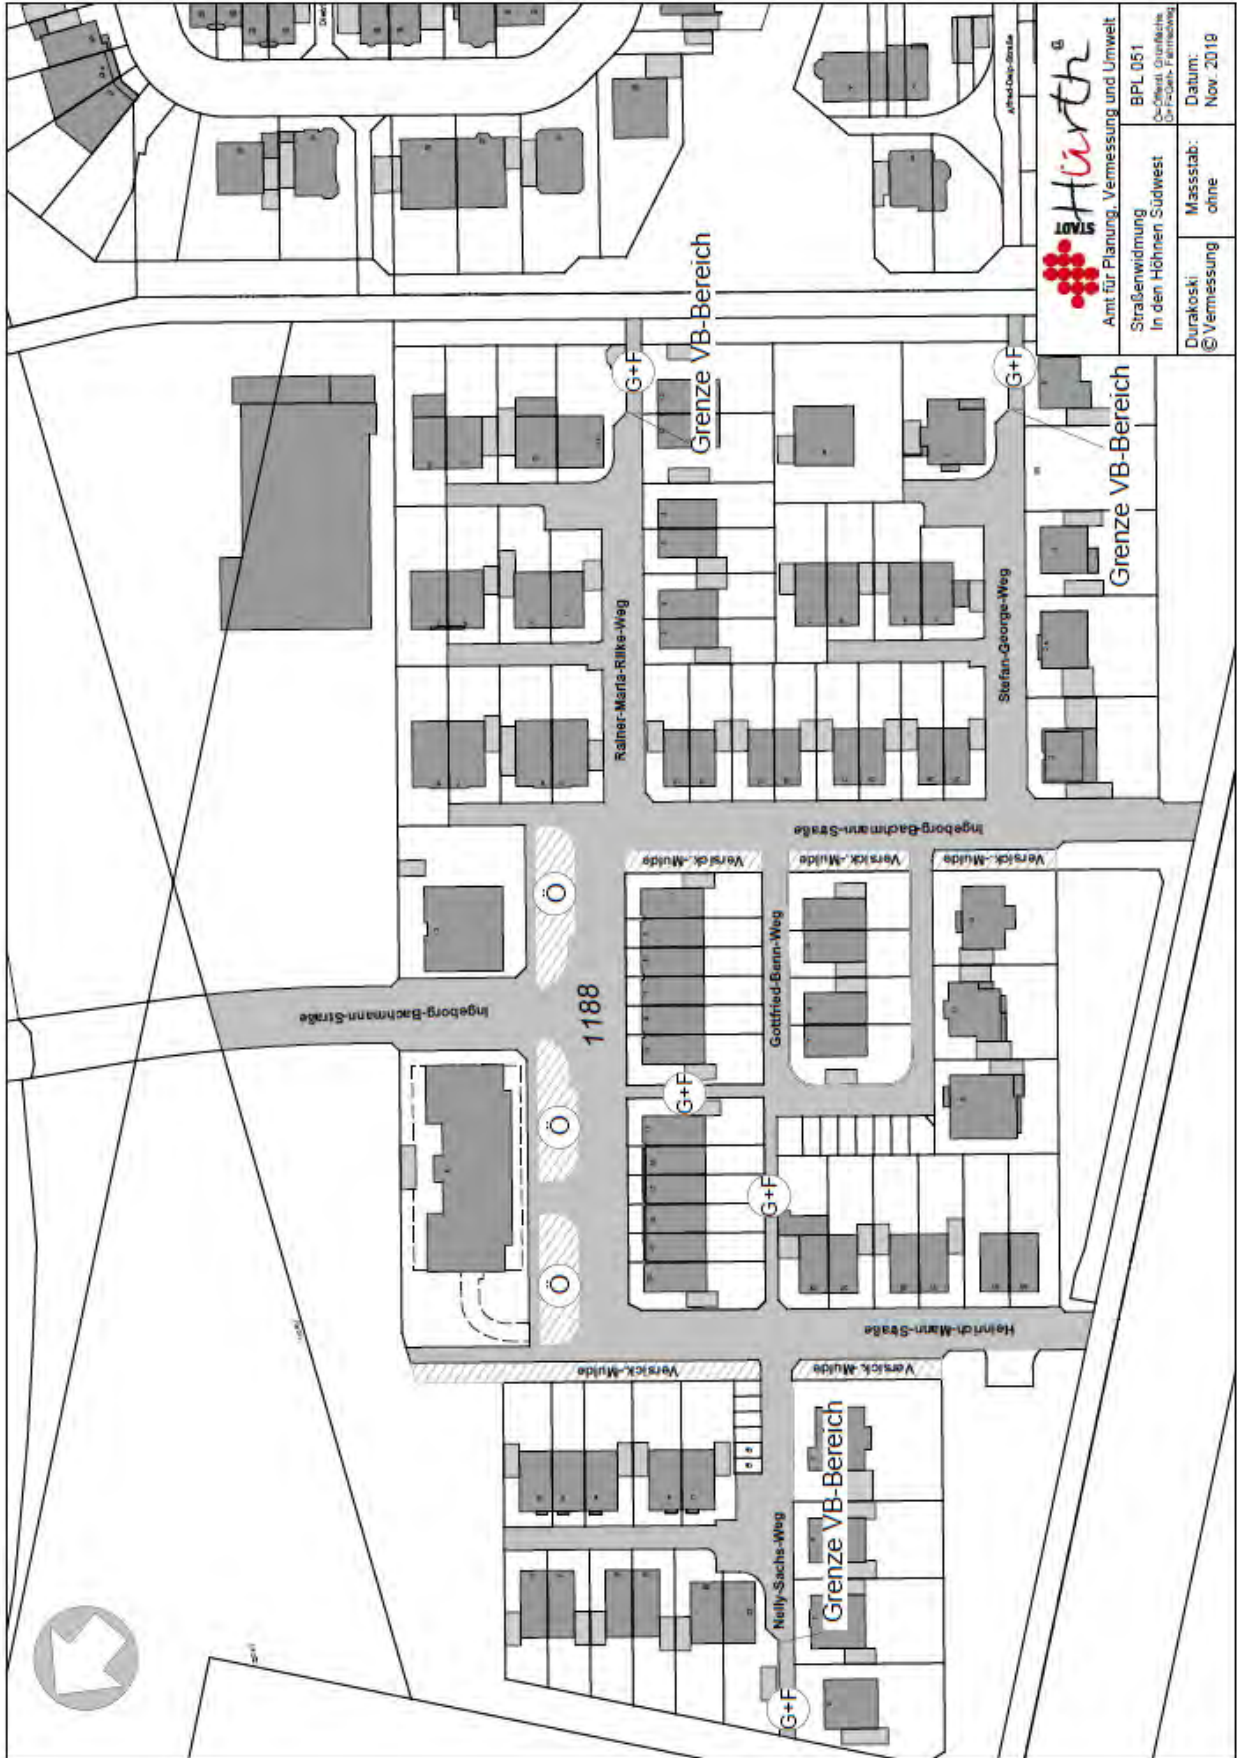 STADT Hürth
Amt für Planung, Vermessung und Umwelt
Straßenwidmung
In den Höhnen Südwest
BPL 051
Ö=Öffentl. Grünfläche
G+F=Geh- Fahrradweg
Durakoski
© Vermessung
Massstab:
ohne
Datum:
Nov. 2019
Alfred-Delp-Straße
Grenze VB-Bereich
G+F
Grenze VB-Bereich
G+F
Rainer-Maria-Rilke-Weg
Stefan-George-Weg
Ingeborg-Bachmann-Straße
Versick.-Mulde
Versick.-Mulde
Versick.-Mulde
Ö
Gottfried-Benn-Weg
Ingeborg-Bachmann-Straße
1188
G+F
Ö
G+F
Ö
Heinrich-Mann-Straße
Versick.-Mulde
Versick.-Mulde
Grenze VB-Bereich
Nelly-Sachs-Weg
G+F